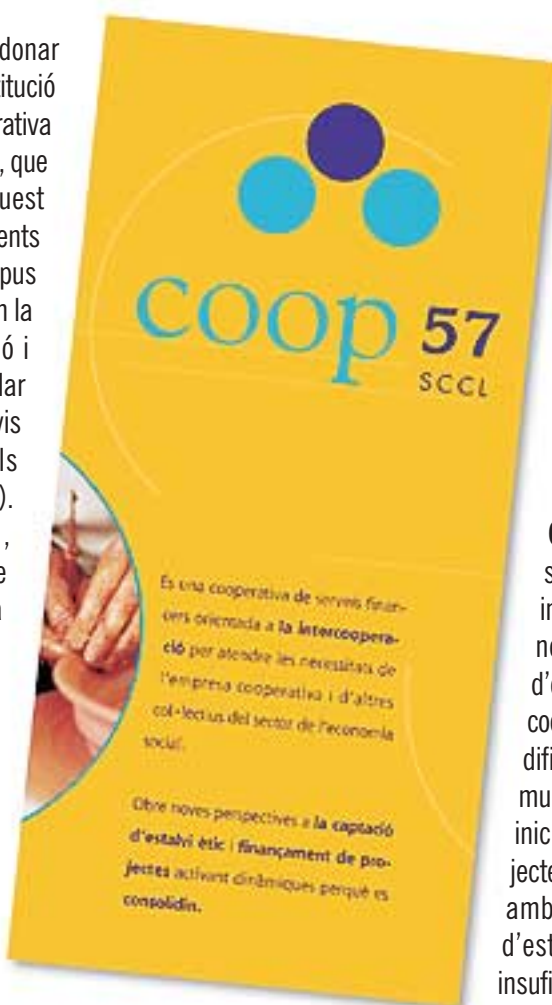 donar
titució
rativa
, que
uest
ents
pus
n la
ó i
lar
vis
ls
).
,
e
coop 57
SCCL
Es una cooperativa de serveis finan-
cers orientada a la intercoopera-
ció per atendre les necessitats de
l'empresa cooperativa i d'altres
col·lectius del sector de l'economia
social.
Obre noves perspectives a la captació
d'estalvi ètic i finançament de pro-
jectes activant dinàmiques perquè es
consolidin.
s
in
ne
d'e
coo
difi
mu
inic
jecte
amb
d'est
insufi